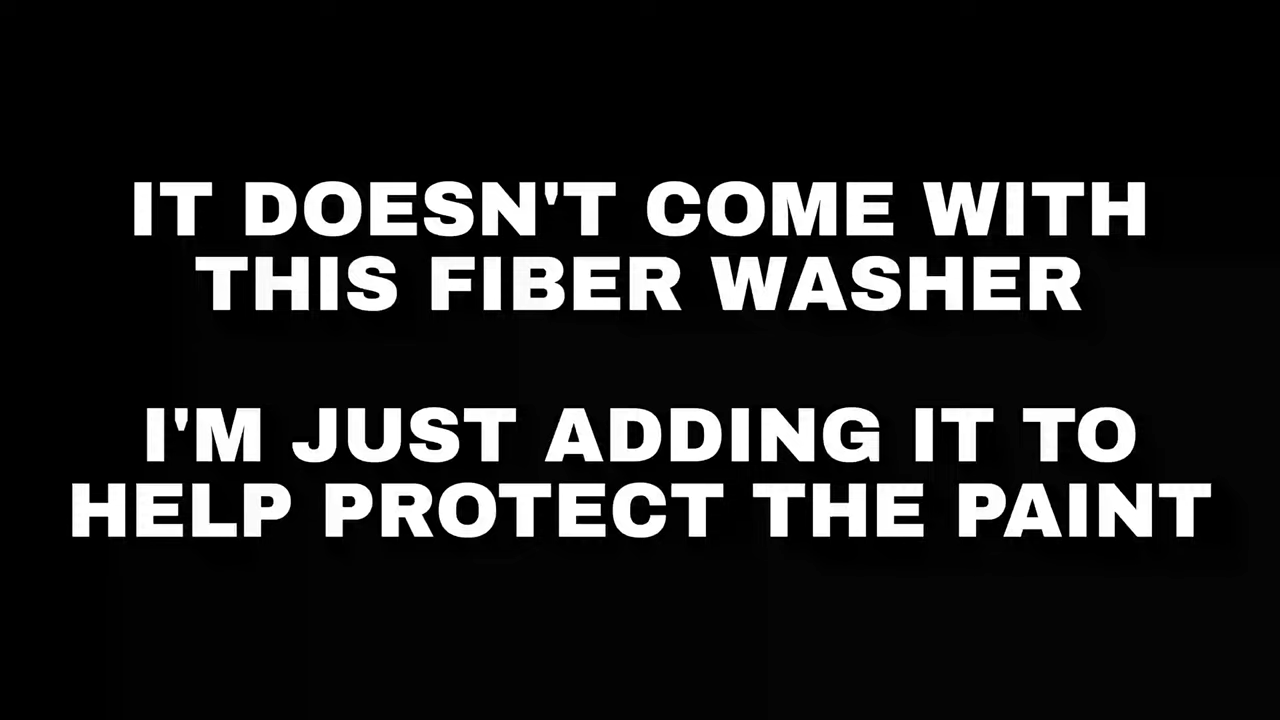 IT DOESN'T COME WITH
THIS FIBER WASHER
I'M JUST ADDING IT TO
HELP PROTECT THE PAINT